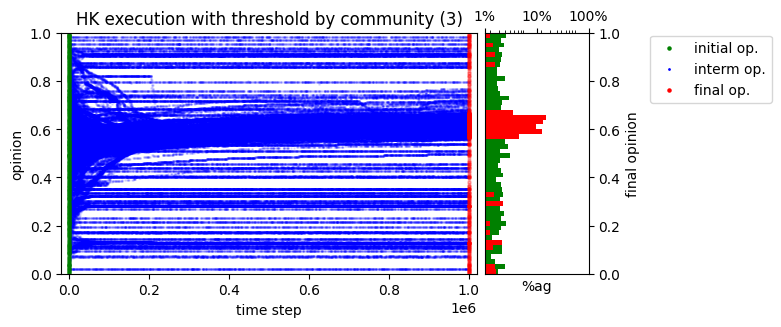 HK execution with threshold by community (3)
1% 10% 100%
initial op.
interm op.
final op.
1.0
0.8
0.6
0.4
0.2
0.0
opinion
0.0 0.2 0.4 0.6 0.8 1.0
1e6
time step
%ag
1.0
0.8
0.6
0.4
0.2
0.0
final opinion